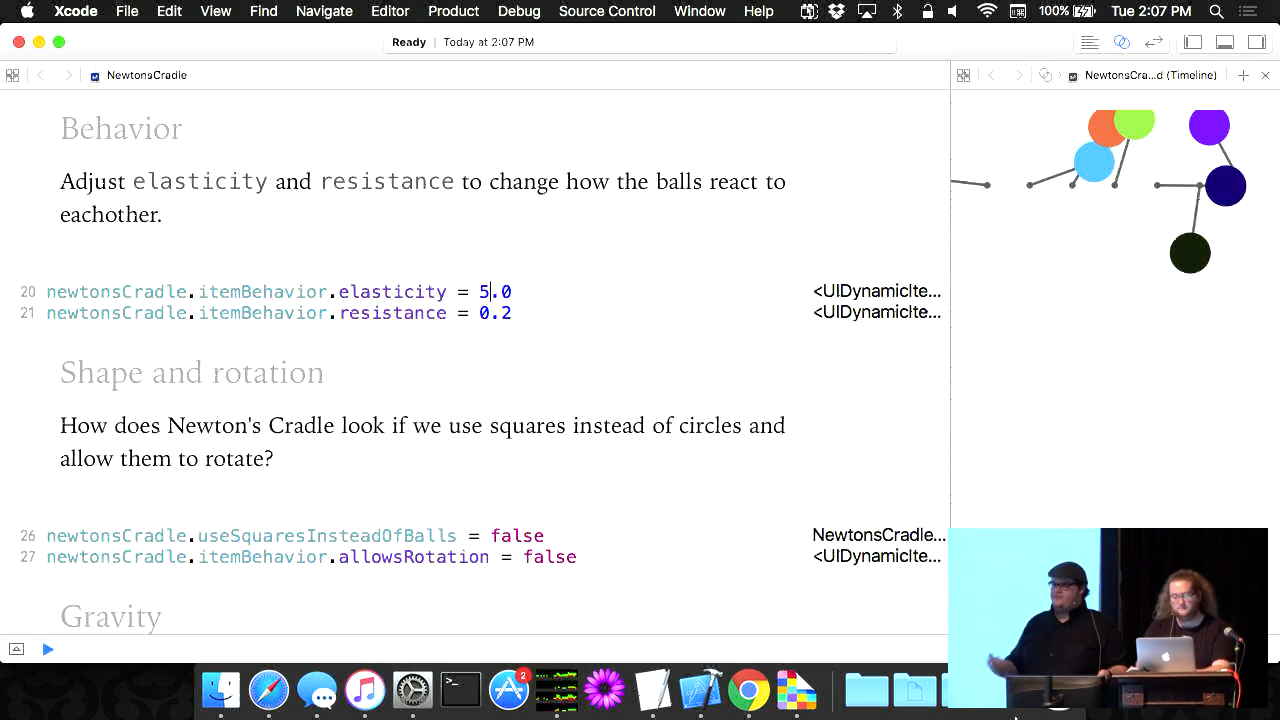 Xcode File Edit View Find Navigate Editor Product Debug Source Control Window Help 100% Tue 2:07 PM
Ready | Today at 2:07 PM
NewtonsCradle
NewtonsCra...d (Timeline)
Behavior
Adjust elasticity and resistance to change how the balls react to
eachother.
20 newtonsCradle.itemBehavior.elasticity = 5.0 <UIDynamicIte...
21 newtonsCradle.itemBehavior.resistance = 0.2 <UIDynamicIte...
Shape and rotation
How does Newton's Cradle look if we use squares instead of circles and
allow them to rotate?
26 newtonsCradle.useSquaresInsteadOfBalls = false NewtonsCradle...
27 newtonsCradle.itemBehavior.allowsRotation = false <UIDynamicIte...
Gravity
2